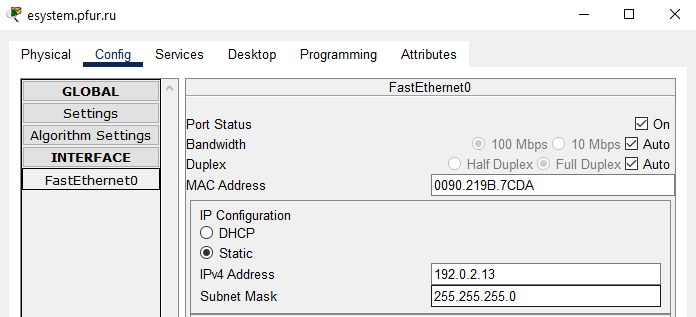 esystem.pfur.ru
Physical Config Services Desktop Programming Attributes
GLOBAL
Settings
Algorithm Settings
INTERFACE
FastEthernet0
FastEthernet0
Port Status On
Bandwidth 100 Mbps 10 Mbps Auto
Duplex Half Duplex Full Duplex Auto
MAC Address 0090.219B.7CDA
IP Configuration
DHCP
Static
IPv4 Address 192.0.2.13
Subnet Mask 255.255.255.0